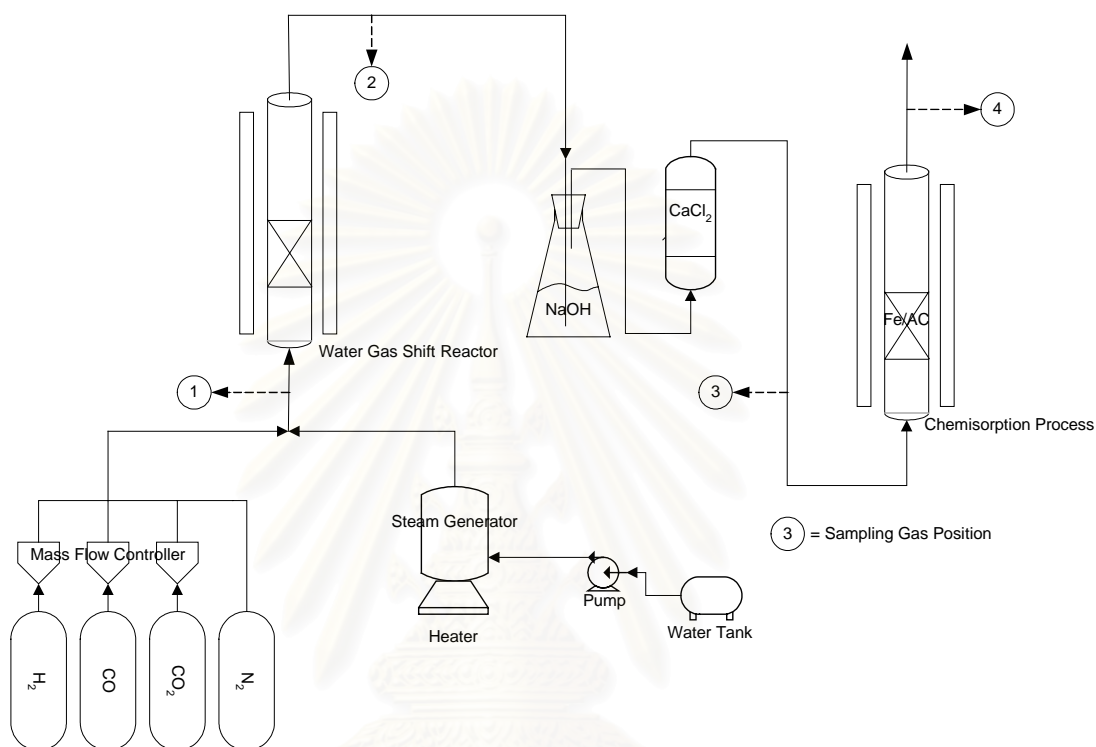 2
4
CaCl2
NaOH
Fe/AC
Water Gas Shift Reactor
1
3
Chemisorption Process
Steam Generator
3 = Sampling Gas Position
Mass Flow Controller
Pump
Water Tank
Heater
H2
CO
CO2
N2